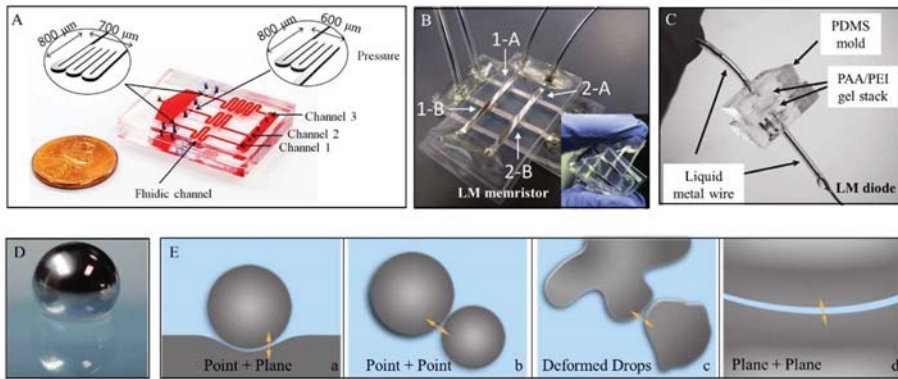 A
800 μm
700 μm
800 μm
600 μm
Pressure
Channel 3
Channel 2
Channel 1
Fluidic channel
B
1-A
2-A
1-B
2-B
LM memristor
C
PDMS
mold
PAA/PEI
gel stack
Liquid
metal wire
LM diode
D
E
Point + Plane
a
Point + Point
b
Deformed Drops
c
Plane + Plane
d